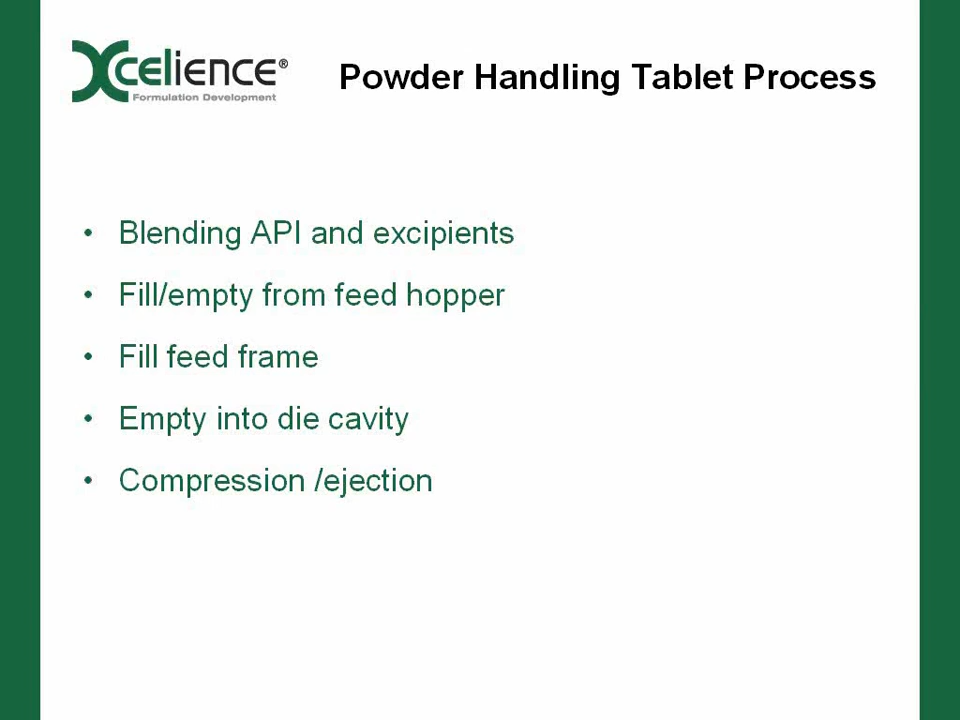 Xcelience®
Formulation Development
Powder Handling Tablet Process
• Blending API and excipients
• Fill/empty from feed hopper
• Fill feed frame
• Empty into die cavity
• Compression /ejection